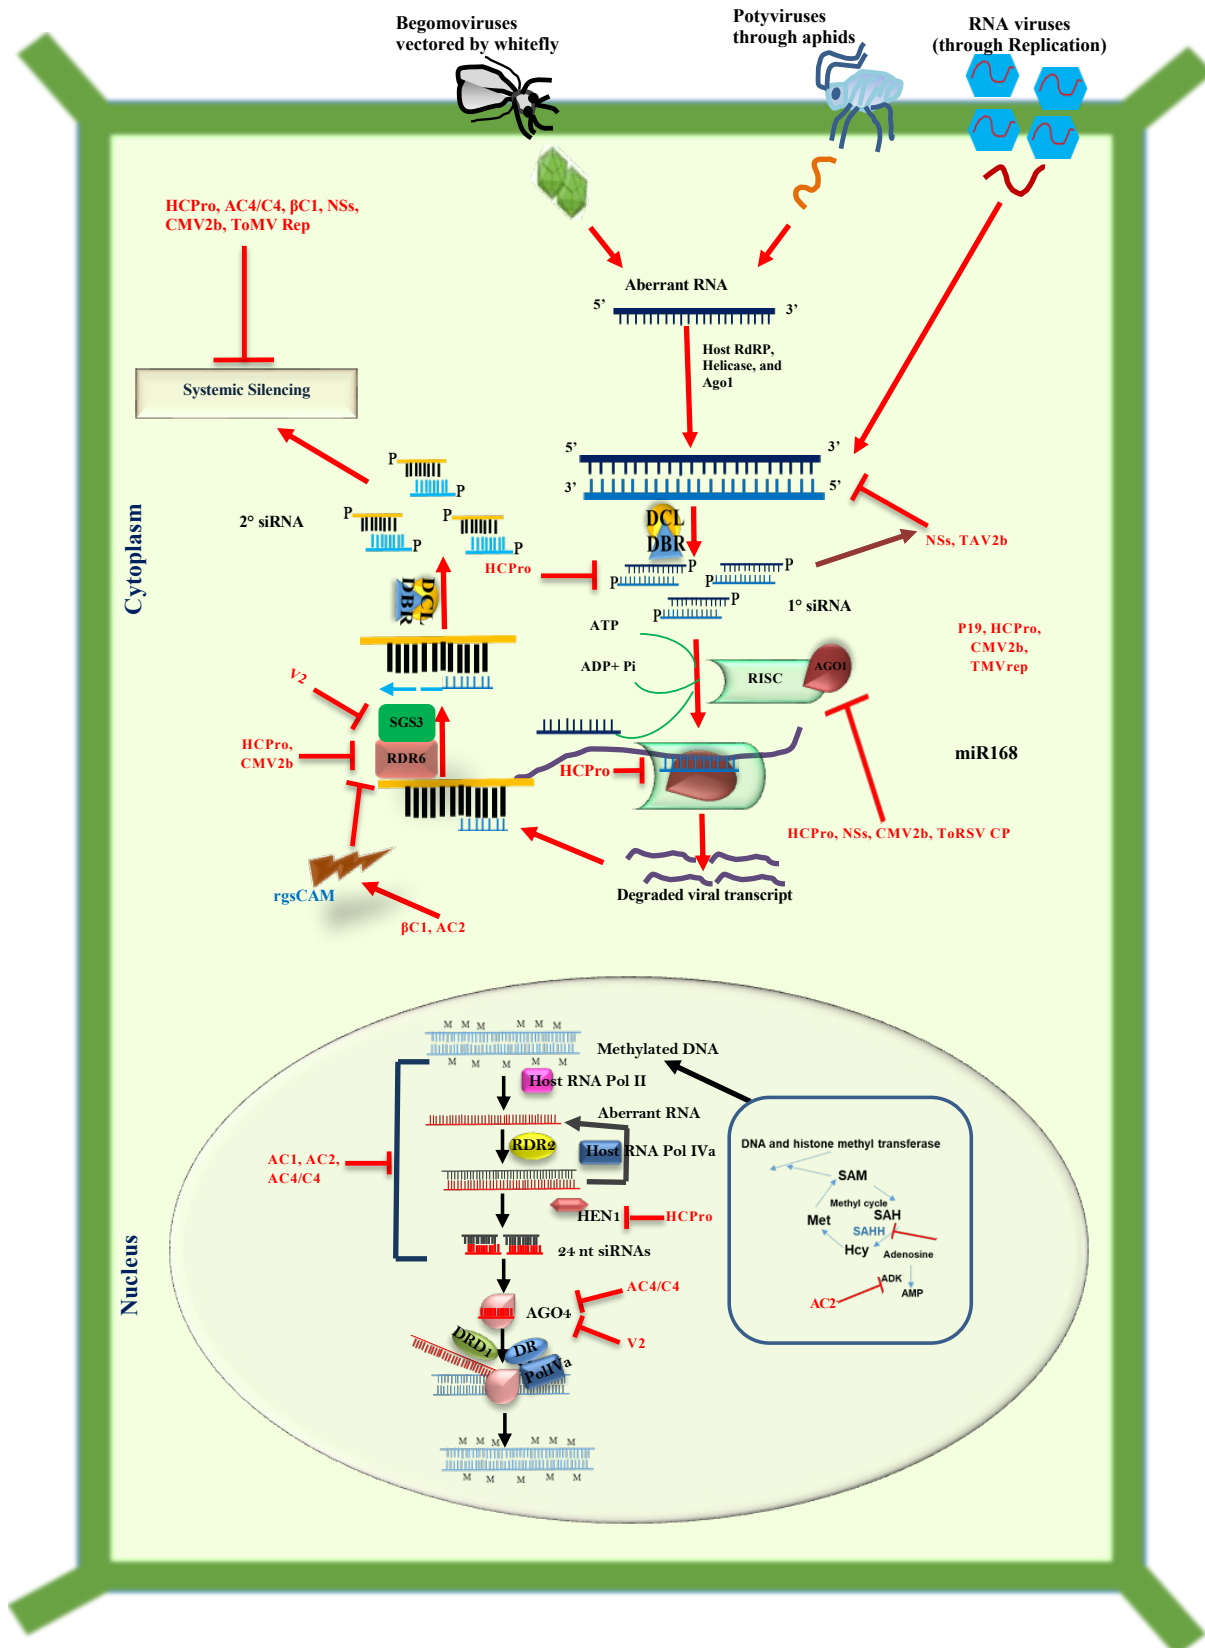 Begomoviruses
vectored by whitefly
Potyviruses
through aphids
RNA viruses
(through Replication)
HCPro, AC4/C4, βC1, NSs,
CMV2b, ToMV Rep
Aberrant RNA
5’
3’
Host RdRP,
Helicase, and
Ago1
Systemic Silencing
5’
3’
3’
5’
P
P
2° siRNA
P
P
P
P
DCL
DBR
NSs, TAV2b
HCPro
P
P
P
P
P
P
1° siRNA
Cytoplasm
DCL
DBR
ATP
ADP+ Pi
RISC
AGO1
P19, HCPro,
CMV2b,
TMVrep
V2
SGS3
RDR6
HCPro,
CMV2b
HCPro
miR168
HCPro, NSs, CMV2b, ToRSV CP
rgsCAM
Degraded viral transcript
βC1, AC2
M M M M M M
M M M M M
Methylated DNA
Host RNA Pol II
Aberrant RNA
RDR2
Host RNA Pol IVa
AC1, AC2,
AC4/C4
HEN1
HCPro
24 nt siRNAs
AC4/C4
AGO4
V2
DRD1
DR
PolIVa
M M M M M M
M M M M M
DNA and histone methyl transferase
SAM
Methyl cycle
SAH
Met
SAHH
Hcy
Adenosine
ADK
AMP
AC2
Nucleus